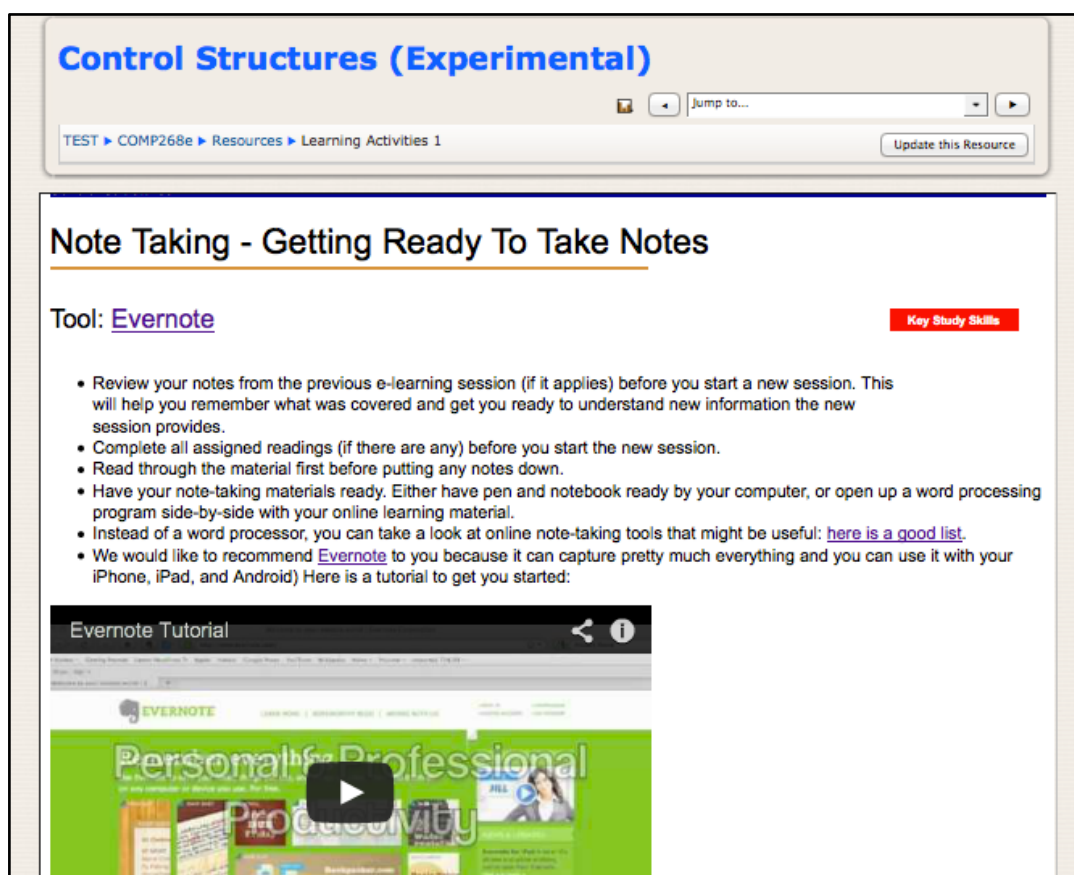 Control Structures (Experimental)
Jump to...
TEST ▸ COMP268e ▸ Resources ▸ Learning Activities 1
Update this Resource
Note Taking - Getting Ready To Take Notes
Tool: Evernote
Key Study Skills
• Review your notes from the previous e-learning session (if it applies) before you start a new session. This
will help you remember what was covered and get you ready to understand new information the new
session provides.
• Complete all assigned readings (if there are any) before you start the new session.
• Read through the material first before putting any notes down.
• Have your note-taking materials ready. Either have pen and notebook ready by your computer, or open up a word processing
program side-by-side with your online learning material.
• Instead of a word processor, you can take a look at online note-taking tools that might be useful: here is a good list.
• We would like to recommend Evernote to you because it can capture pretty much everything and you can use it with your
iPhone, iPad, and Android) Here is a tutorial to get you started:
Evernote Tutorial
EVERNOTE
Personal & Professional
Productivity
JILL